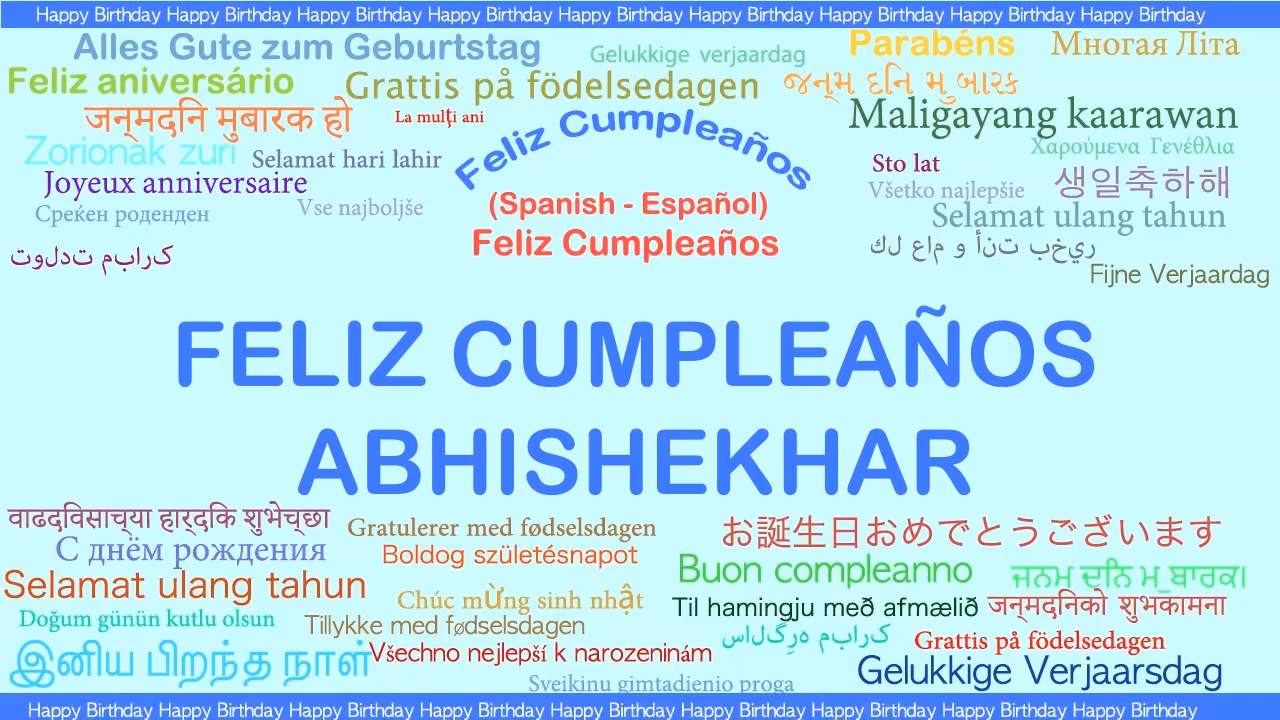 Happy Birthday Happy Birthday Happy Birthday Happy Birthday Happy Birthday Happy Birthday Happy Birthday Happy Birthday Happy Birthday
Alles Gute zum Geburtstag
Gelukkige verjaardag
Parabéns
Многая Літа
Feliz aniversário
Grattis på födelsedagen
જન્મ દિન મુબારક
जन्मदिन मुबारक हो
La mulţi ani
Feliz Cumpleaños
Maligayang kaarawan
Zorionak zuri
Selamat hari lahir
Sto lat
Χαρούμενα Γενέθλια
Joyeux anniversaire
(Spanish - Español)
Všetko najlepšie
생일축하해
Среќен роденден
Vse najboljše
Feliz Cumpleaños
Selamat ulang tahun
تولدت مبارک
كل عام و أنت بخير
Fijne Verjaardag
FELIZ CUMPLEAÑOS
ABHISHEKHAR
वाढदिवसाच्या हार्दिक शुभेच्छा
Gratulerer med fødselsdagen
お誕生日おめでとうございます
С днём рождения
Boldog születésnapot
Buon compleanno
ਜਨਮ ਦਿਨ ਮੁਬਾਰਕ।
Selamat ulang tahun
Chúc mừng sinh nhật
Til hamingju með afmælið
जन्मदिनको शुभकामना
Doğum günün kutlu olsun
Tillykke med fødselsdagen
سالگرہ مبارک
Grattis på födelsedagen
இனிய பிறந்த நாள்
Všechno nejlepší k narozeninám
Gelukkige Verjaarsdag
Sveikinu gimtadienio proga
Happy Birthday Happy Birthday Happy Birthday Happy Birthday Happy Birthday Happy Birthday Happy Birthday Happy Birthday Happy Birthday